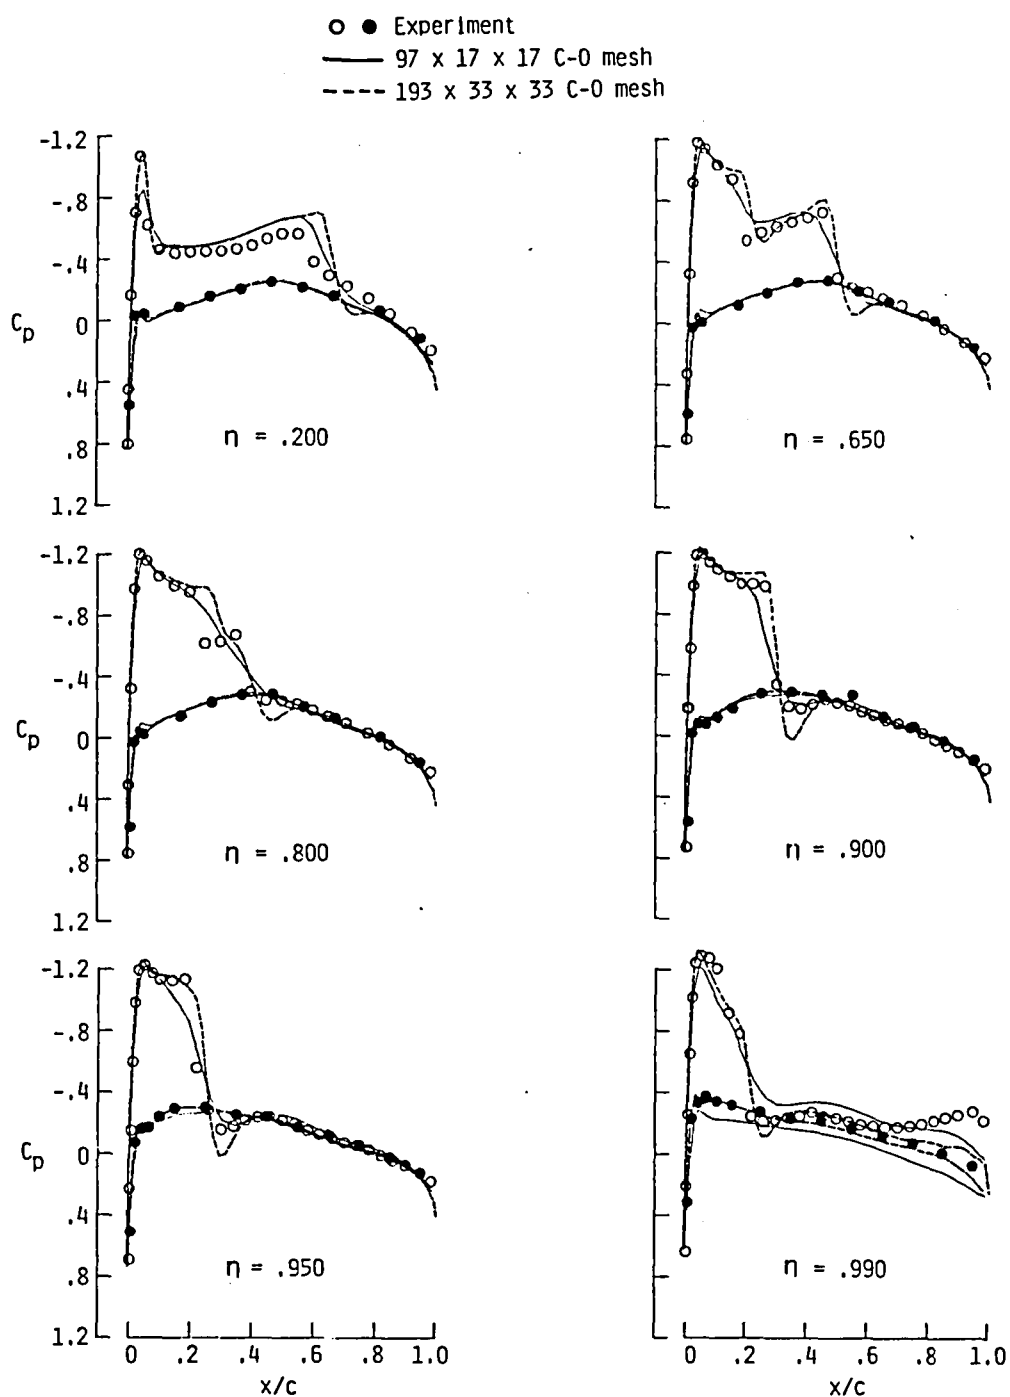 Experiment
97 x 17 x 17 C-O mesh
193 x 33 x 33 C-O mesh
-1.2
-.8
-.4
Cp
0
.4
.8
1.2
η = .200
η = .650
-1.2
-.8
-.4
Cp
0
.4
.8
1.2
η = .800
η = .900
-1.2
-.8
-.4
Cp
0
.4
.8
1.2
η = .950
η = .990
0 .2 .4 .6 .8 1.0
x/c
0 .2 .4 .6 .8 1.0
x/c